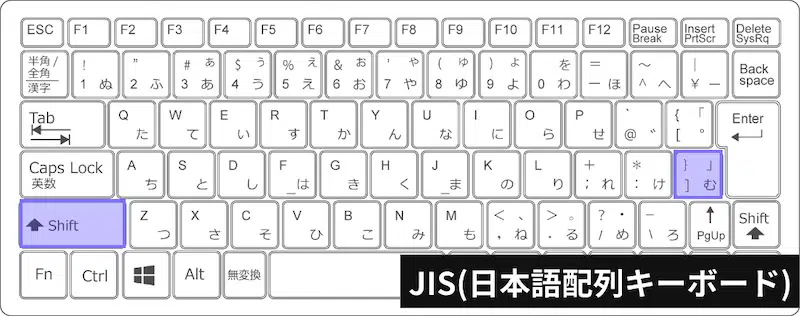 ESC F1 F2 F3 F4 F5 F6 F7 F8 F9 F10 F11 F12 Pause Break Insert PrtScr Delete SysRq
半角/全角 漢字 ! 1 ぬ " 2 ふ # ぁ 3 あ $ ぅ 4 う % ぇ 5 え & ぉ 6 お ' ゃ 7 や ( ゅ 8 ゆ ) ょ 9 よ を 0 わ = ー ほ ～ ^ へ | ¥ ー Back space
Tab Q た W て E い R す T か Y ん U な I に O ら P せ ` @ ゛ { 「 [ ゜ Enter
Caps Lock 英数 A ち S と D し F_は G き H く J_ま K の L り + ; れ * : け } 」 ] む
Shift Z つ X さ C そ V ひ B こ N み M も < 、 , ね > 。 . る ? ・ / め － \ ろ PgUp Shift
Fn Ctrl Alt 無変換
JIS(日本語配列キーボード)